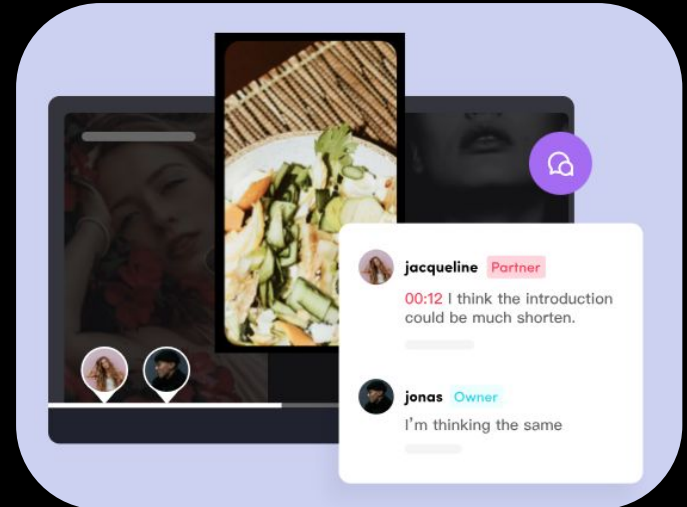 jacqueline Partner
00:12 I think the introduction
could be much shorten.
jonas Owner
I'm thinking the same